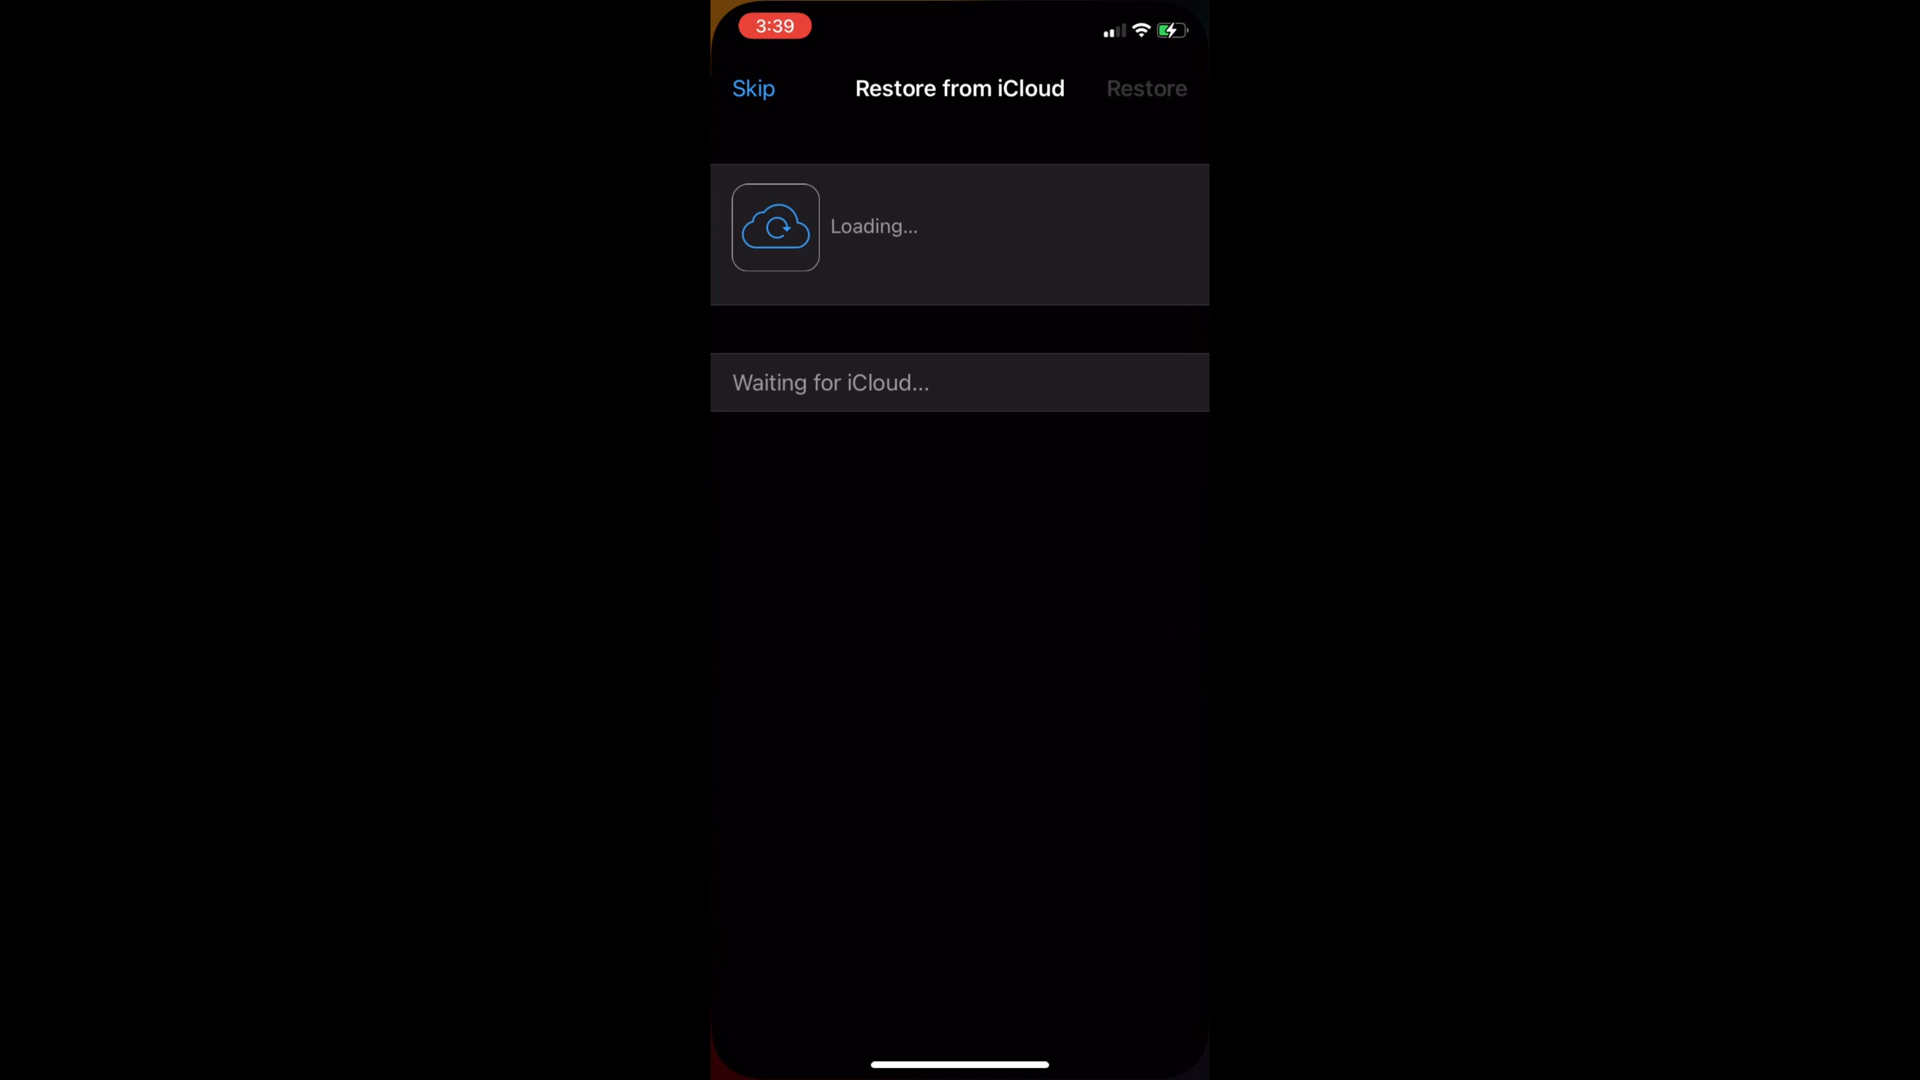 3:39
Skip
Restore from iCloud
Restore
Loading...
Waiting for iCloud...